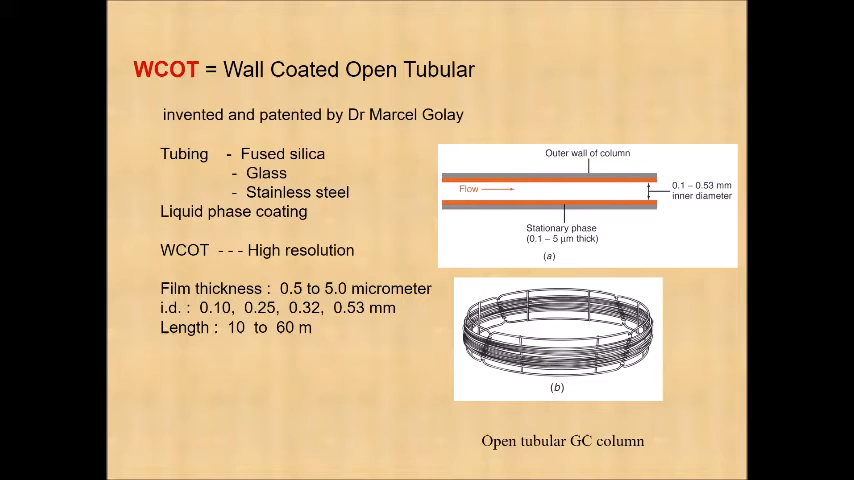 WCOT = Wall Coated Open Tubular
invented and patented by Dr Marcel Golay
Tubing - Fused silica
- Glass
- Stainless steel
Liquid phase coating
WCOT - - - High resolution
Film thickness : 0.5 to 5.0 micrometer
i.d. : 0.10, 0.25, 0.32, 0.53 mm
Length : 10 to 60 m
Outer wall of column
Flow
0.1 – 0.53 mm
inner diameter
Stationary phase
(0.1 – 5 μm thick)
(a)
(b)
Open tubular GC column